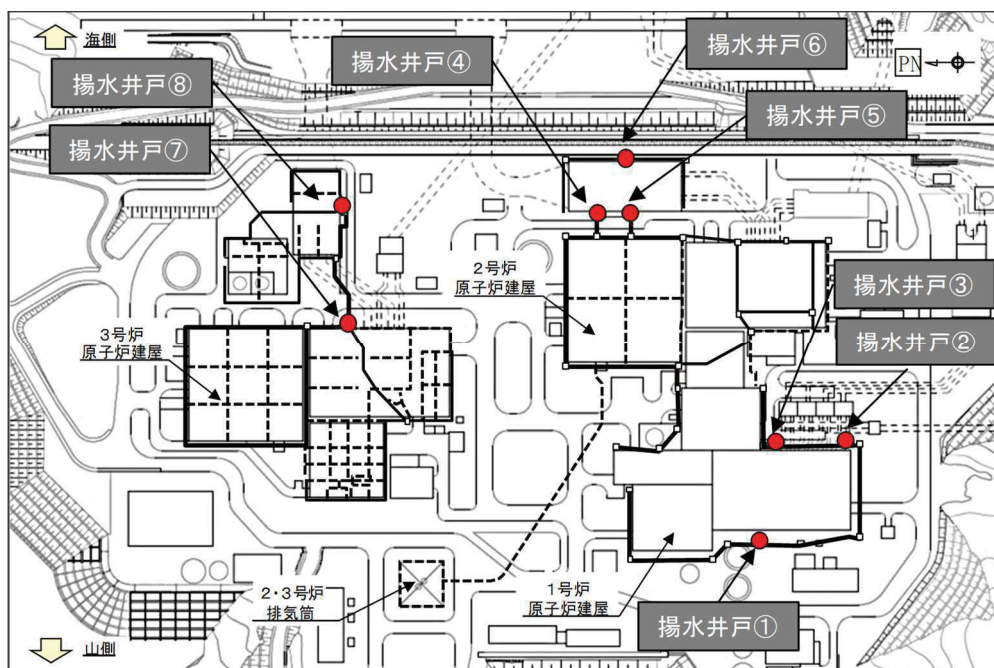 海側
揚水井戸⑧
揚水井戸④
揚水井戸⑥
PN
揚水井戸⑤
揚水井戸⑦
2号炉
原子炉建屋
揚水井戸③
揚水井戸②
3号炉
原子炉建屋
2・3号炉
排気筒
1号炉
原子炉建屋
揚水井戸①
山側